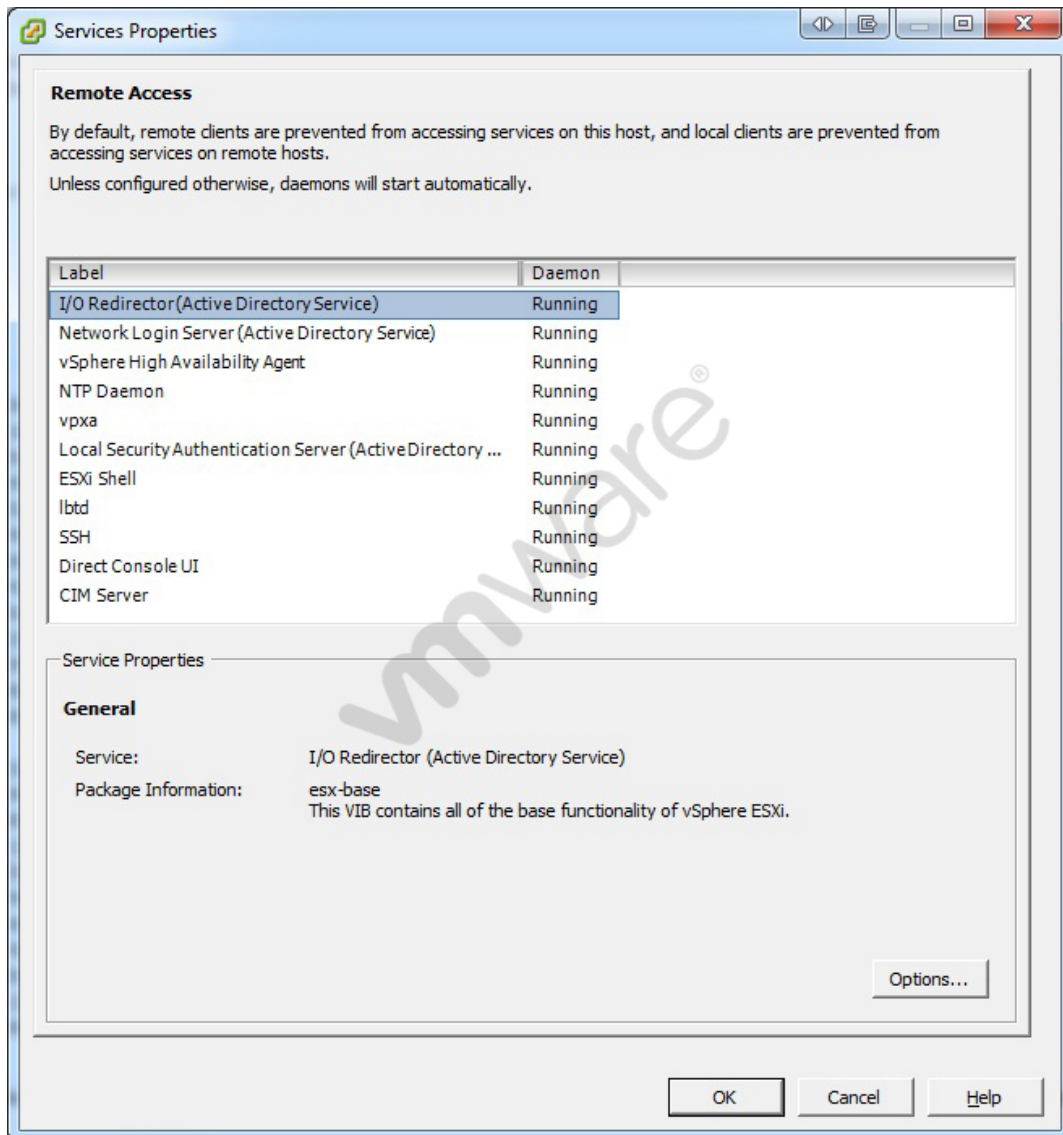 Services Properties
Remote Access
By default, remote clients are prevented from accessing services on this host, and local clients are prevented from
accessing services on remote hosts.
Unless configured otherwise, daemons will start automatically.
Label Daemon
I/O Redirector (Active Directory Service) Running
Network Login Server (Active Directory Service) Running
vSphere High Availability Agent Running
NTP Daemon Running
vpxa Running
Local Security Authentication Server (Active Directory ... Running
ESXi Shell Running
lbtd Running
SSH Running
Direct Console UI Running
CIM Server Running
vmware®
Service Properties
General
Service: I/O Redirector (Active Directory Service)
Package Information: esx-base
This VIB contains all of the base functionality of vSphere ESXi.
Options...
OK Cancel Help